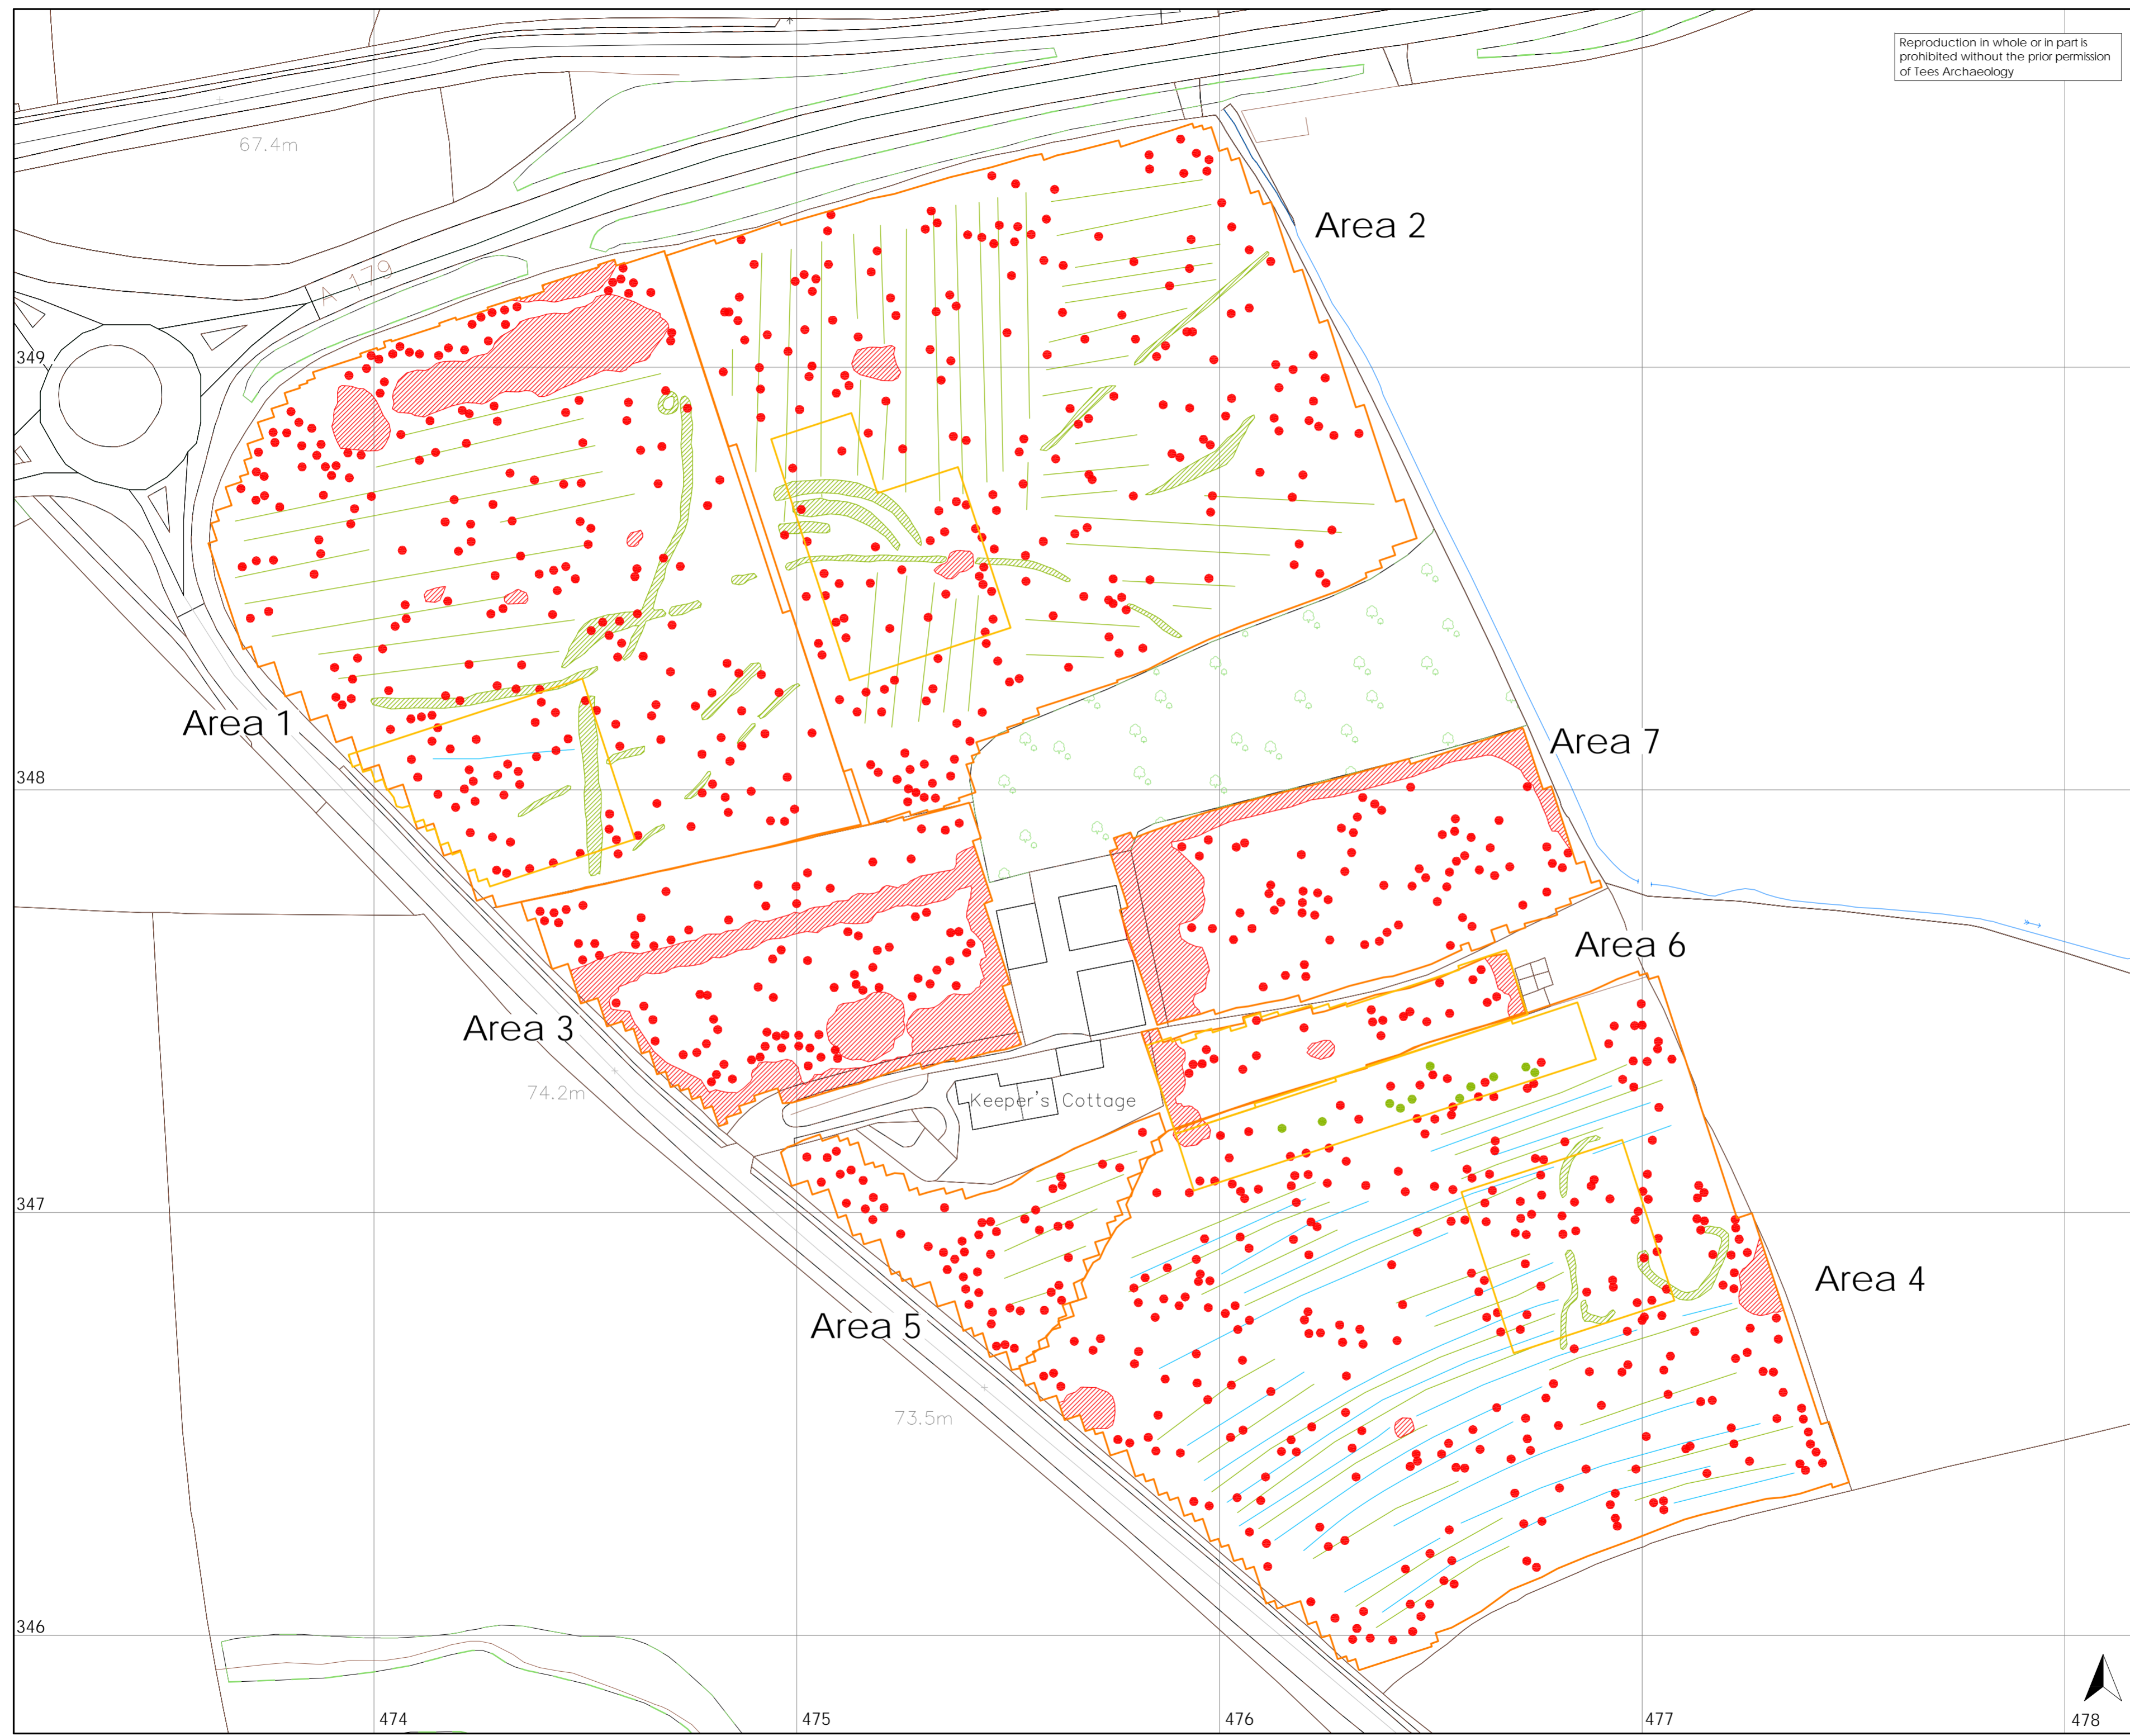 Reproduction in whole or in part is
prohibited without the prior permission
of Tees Archaeology
67.4m
Area 2
A 179
349
Area 1
Area 7
348
Area 6
Area 3
74.2m
Keeper's Cottage
347
Area 4
Area 5
73.5m
346
474
475
476
477
478